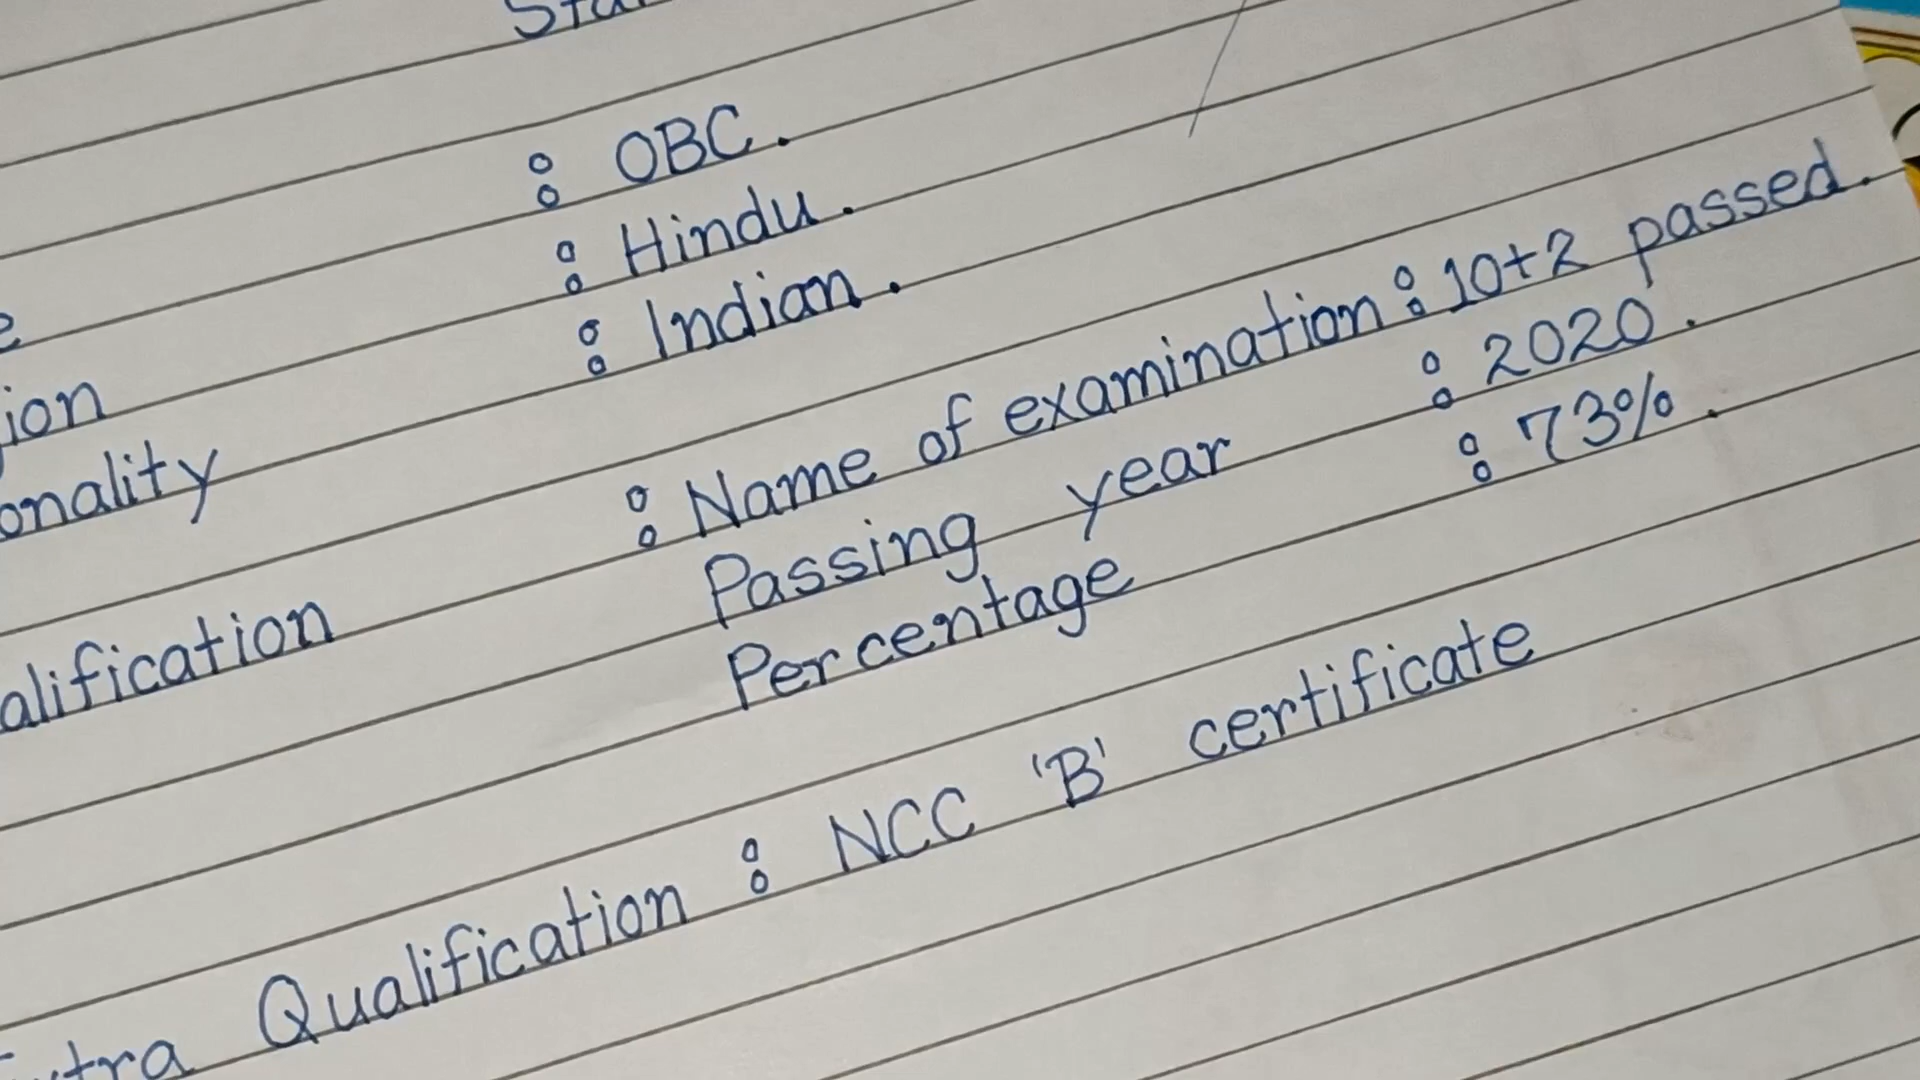 : OBC.
: Hindu.
ion : Indian.
onality
alification : Name of examination : 10+2 passed.
Passing year : 2020.
Percentage : 73%.
Extra Qualification : NCC 'B' certificate